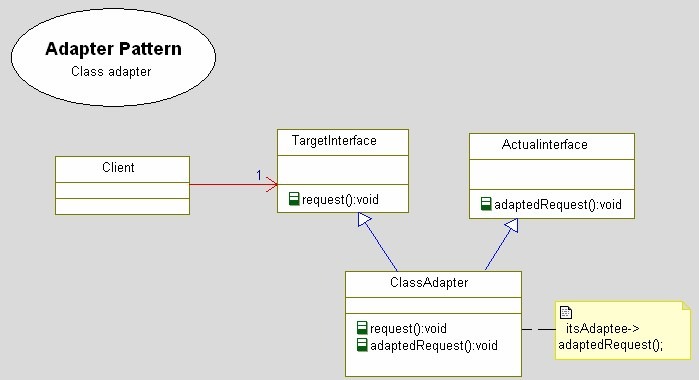 Adapter Pattern
Class adapter
Client
1
TargetInterface
request():void
Actualinterface
adaptedRequest():void
ClassAdapter
request():void
adaptedRequest():void
itsAdaptee->
adaptedRequest();